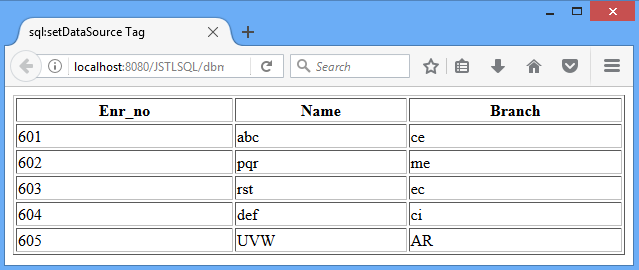 sql:setDataSource Tag
localhost:8080/JSTLSQL/dbn
Search
Enr_no Name Branch
601 abc ce
602 pqr me
603 rst ec
604 def ci
605 UVW AR